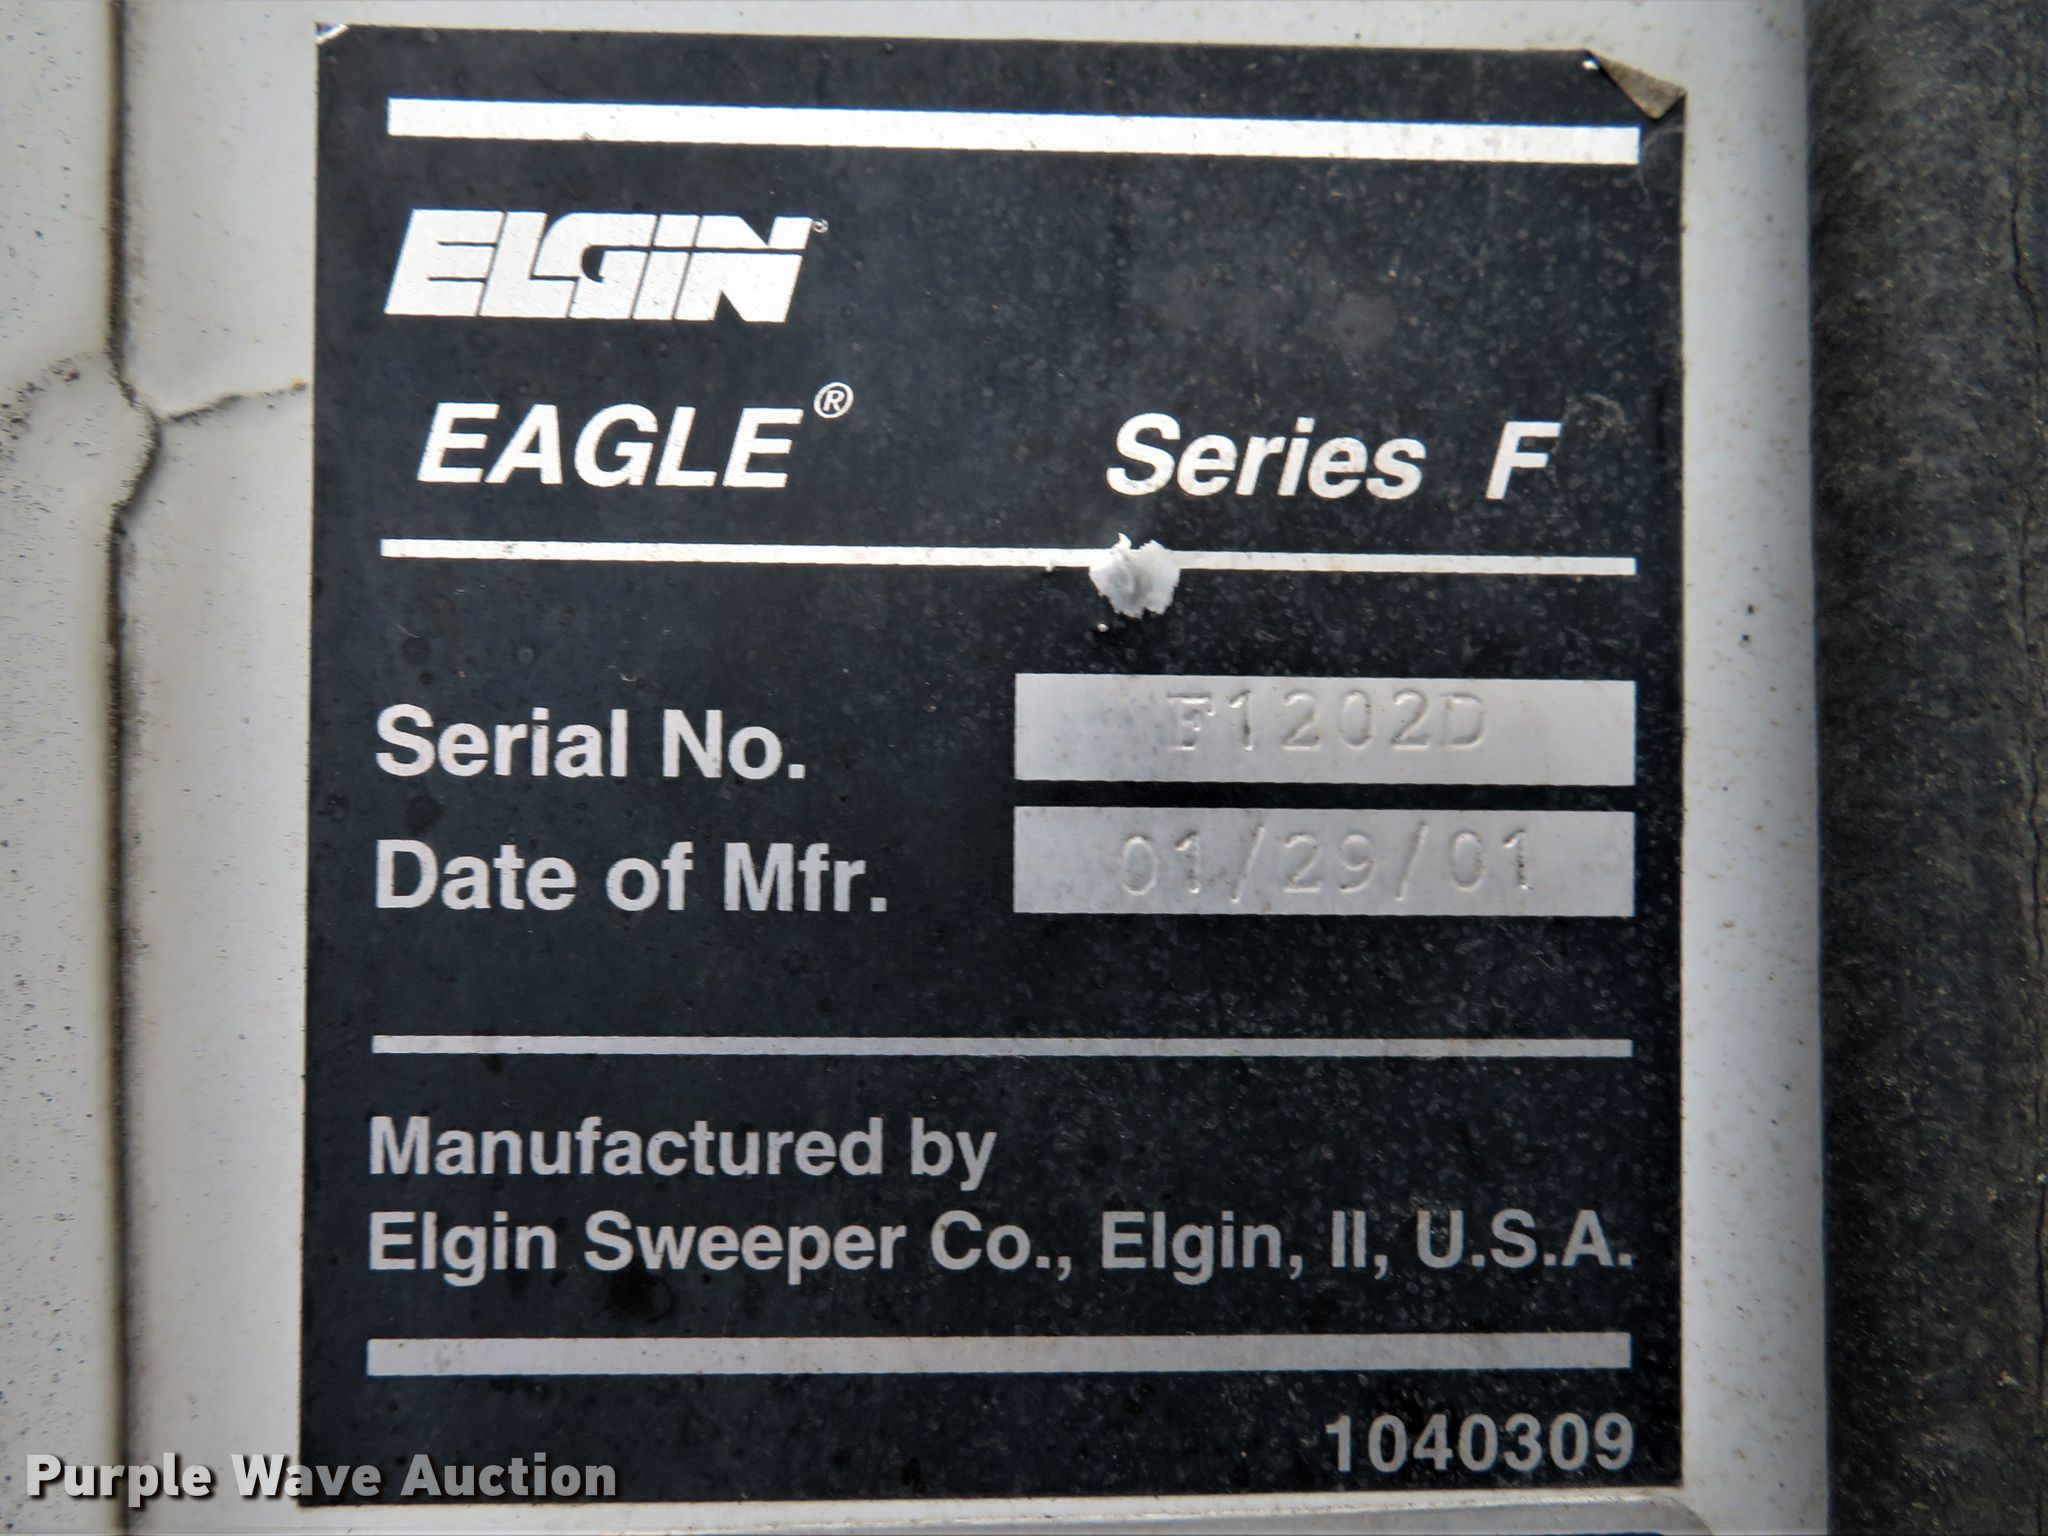 ELGIN®
EAGLE® Series F
Serial No. F1202D
Date of Mfr. 01/29/01
Manufactured by
Elgin Sweeper Co., Elgin, Il, U.S.A.
1040309
Purple Wave Auction